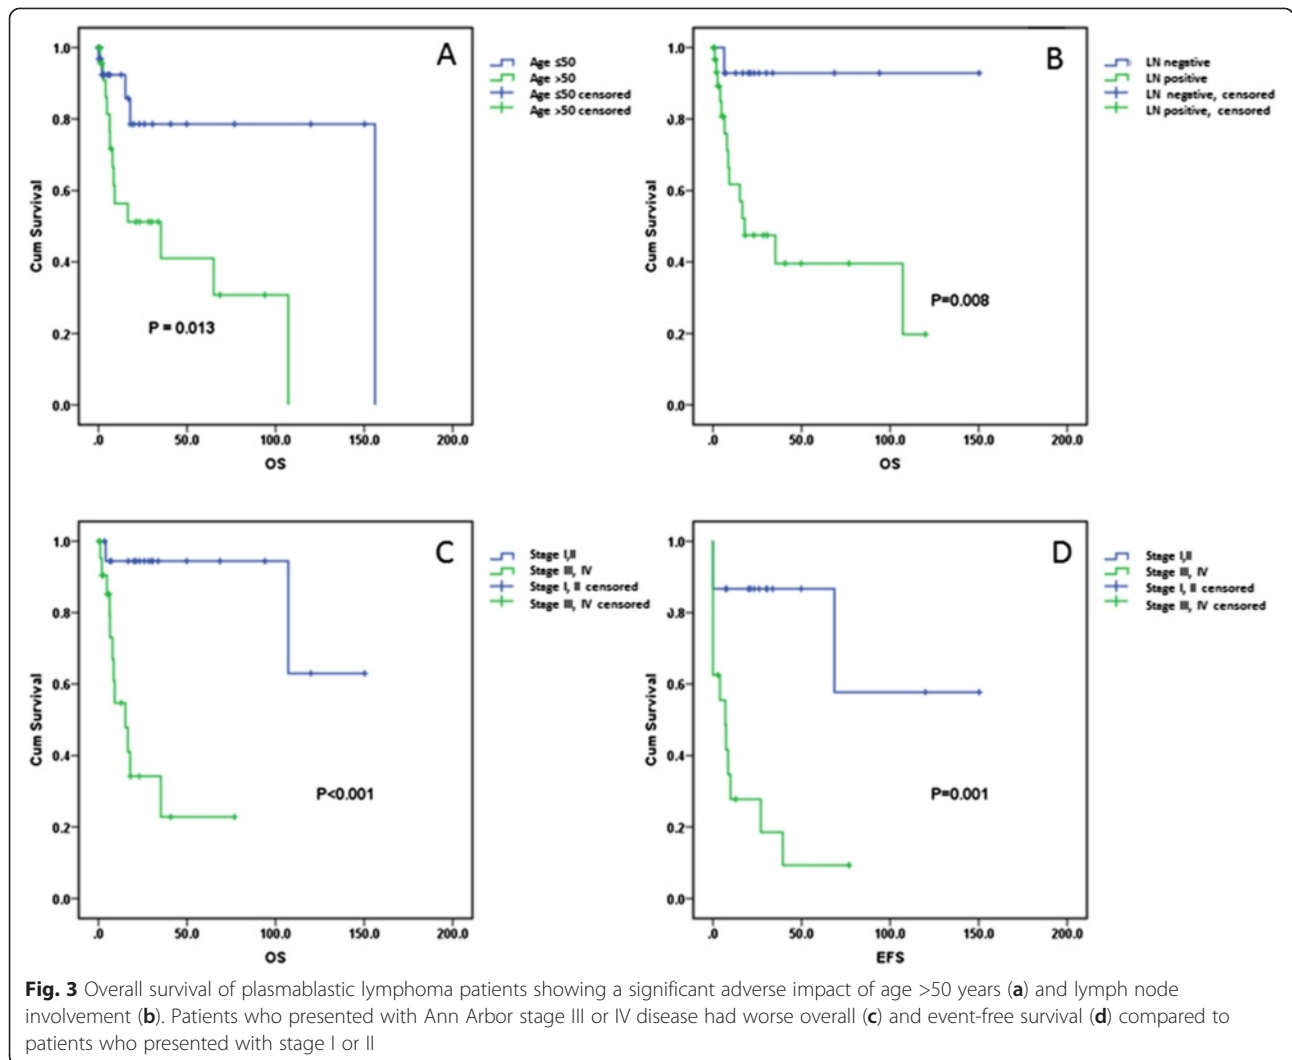 A
1.0
0.8
0.6
0.4
0.2
0.0
Cum Survival
P = 0.013
.0 50.0 100.0 150.0 200.0
OS
Age ≤50
Age >50
Age ≤50 censored
Age >50 censored
B
1.0
0.8
0.6
0.4
0.2
0.0
Cum Survival
P=0.008
.0 50.0 100.0 150.0 200.0
OS
LN negative
LN positive
LN negative, censored
LN positive, censored
C
1.0
0.8
0.6
0.4
0.2
0.0
Cum Survival
P<0.001
.0 50.0 100.0 150.0 200.0
OS
Stage I,II
Stage III, IV
Stage I, II censored
Stage III, IV censored
D
1.0
0.8
0.6
0.4
0.2
0.0
Cum Survival
P=0.001
.0 50.0 100.0 150.0 200.0
EFS
Stage I,II
Stage III, IV
Stage I, II censored
Stage III, IV censored
Fig. 3 Overall survival of plasmablastic lymphoma patients showing a significant adverse impact of age >50 years (a) and lymph node
involvement (b). Patients who presented with Ann Arbor stage III or IV disease had worse overall (c) and event-free survival (d) compared to
patients who presented with stage I or II